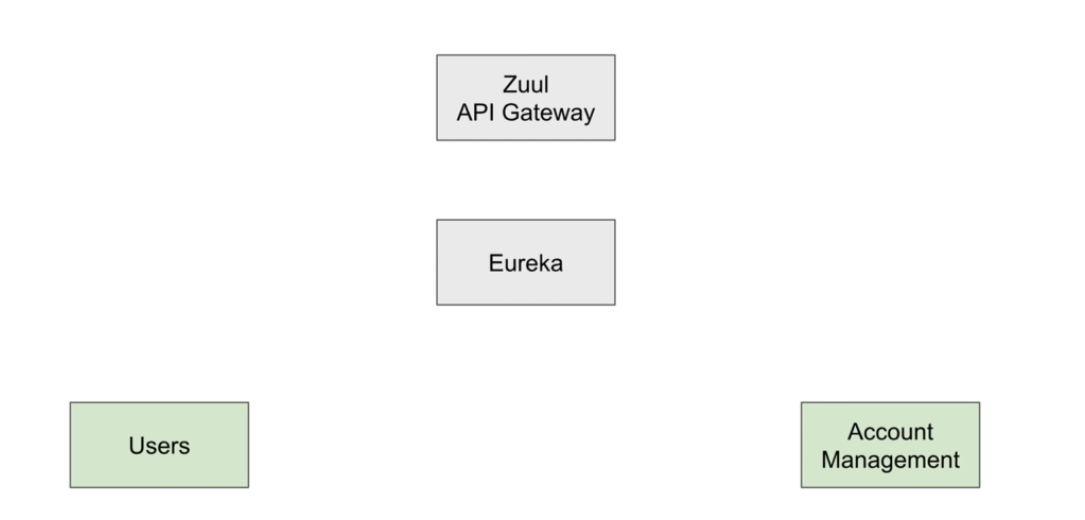 Zuul
API Gateway
Eureka
Users
Account
Management